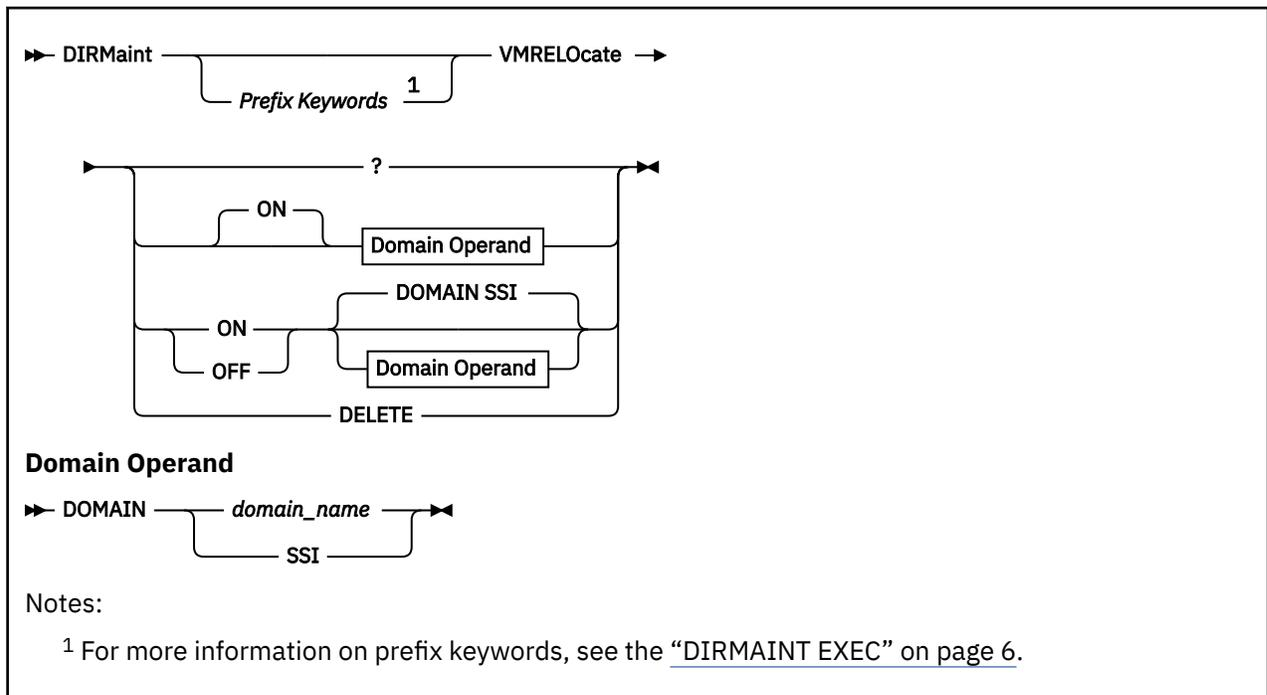 DIRMaint VMRELOcate
Prefix Keywords 1
?
ON
Domain Operand
DOMAIN SSI
ON
OFF
Domain Operand
DELETE
Domain Operand
DOMAIN domain_name
SSI
Notes:
1 For more information on prefix keywords, see the “DIRMAINT EXEC” on page 6.